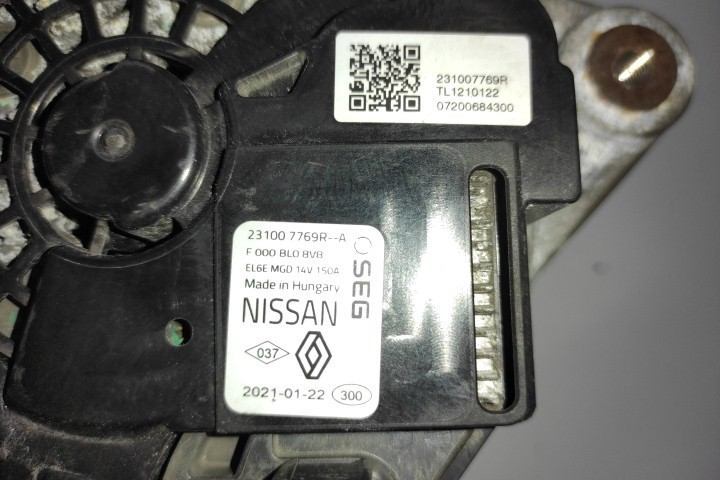 231007769R
TL1210122
07200684300
23100 7769R--A
F 000 BL0 8V8
EL6E MGD 14V 150A
Made in Hungary
SEG
NISSAN
037
2021-01-22 300